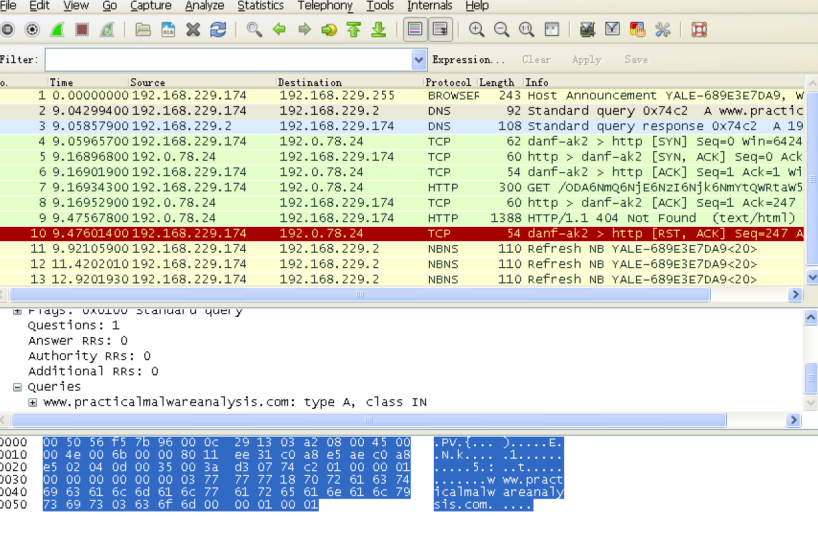 File Edit View Go Capture Analyze Statistics Telephony Tools Internals Help
Filter: Expression... Clear Apply Save
o. Time Source Destination Protocol Length Info
1 0.00000000 192.168.229.174 192.168.229.255 BROWSER 243 Host Announcement YALE-689E3E7DA9, W
2 9.04299400 192.168.229.174 192.168.229.2 DNS 92 Standard query 0x74c2 A www.practic
3 9.05857900 192.168.229.2 192.168.229.174 DNS 108 Standard query response 0x74c2 A 19
4 9.05965700 192.168.229.174 192.0.78.24 TCP 62 danf-ak2 > http [SYN] Seq=0 Win=6424
5 9.16896800 192.0.78.24 192.168.229.174 TCP 60 http > danf-ak2 [SYN, ACK] Seq=0 Ack
6 9.16901900 192.168.229.174 192.0.78.24 TCP 54 danf-ak2 > http [ACK] Seq=1 Ack=1 Wi
7 9.16934300 192.168.229.174 192.0.78.24 HTTP 300 GET /ODA6NmQ6NjE6NzI6Njk6NmYtQWRtaW5
8 9.16952900 192.0.78.24 192.168.229.174 TCP 60 http > danf-ak2 [ACK] Seq=1 Ack=247
9 9.47567800 192.0.78.24 192.168.229.174 HTTP 1388 HTTP/1.1 404 Not Found (text/html)
10 9.47601400 192.168.229.174 192.0.78.24 TCP 54 danf-ak2 > http [RST, ACK] Seq=247 A
11 9.92105900 192.168.229.174 192.168.229.2 NBNS 110 Refresh NB YALE-689E3E7DA9<20>
12 11.4202010 192.168.229.174 192.168.229.2 NBNS 110 Refresh NB YALE-689E3E7DA9<20>
13 12.9201930 192.168.229.174 192.168.229.2 NBNS 110 Refresh NB YALE-689E3E7DA9<20>
Flags: 0x0100 Standard query
Questions: 1
Answer RRs: 0
Authority RRs: 0
Additional RRs: 0
Queries
www.practicalmalwareanalysis.com: type A, class IN
0000 00 50 56 f5 7b 96 00 0c 29 13 03 a2 08 00 45 00 .PV.{... ).....E.
0010 00 4e 00 6b 00 00 80 11 ee 31 c0 a8 e5 ae c0 a8 .N.k.... .1......
0020 e5 02 04 0d 00 35 00 3a d3 07 74 c2 01 00 00 01 .....5.: ..t.....
0030 00 00 00 00 00 00 03 77 77 77 18 70 72 61 63 74 .......w ww.pract
0040 69 63 61 6c 6d 61 6c 77 61 72 65 61 6e 61 6c 79 icalmalw areanaly
0050 73 69 73 03 63 6f 6d 00 00 01 00 01 sis.com. ....